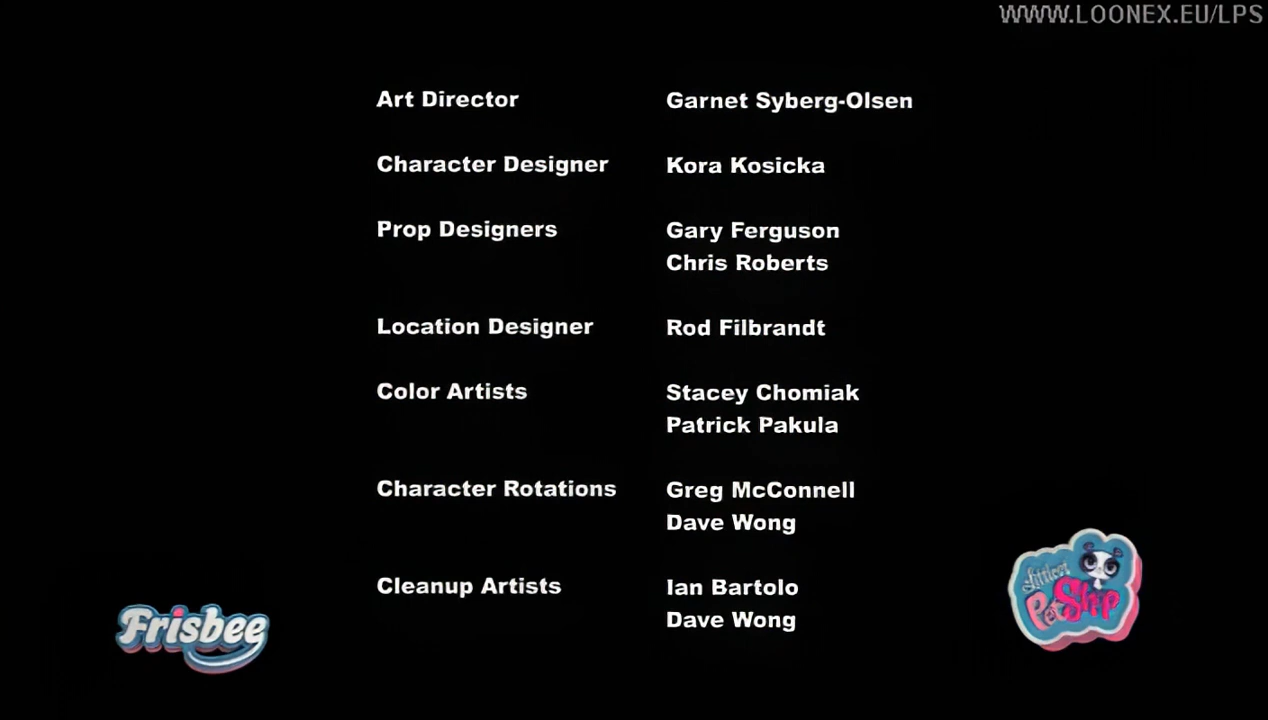 WWW.LOONEX.EU/LPS
Art Director Garnet Syberg-Olsen
Character Designer Kora Kosicka
Prop Designers Gary Ferguson
Chris Roberts
Location Designer Rod Filbrandt
Color Artists Stacey Chomiak
Patrick Pakula
Character Rotations Greg McConnell
Dave Wong
Cleanup Artists Ian Bartolo
Dave Wong
Frisbee
Littlest
Pet Shop